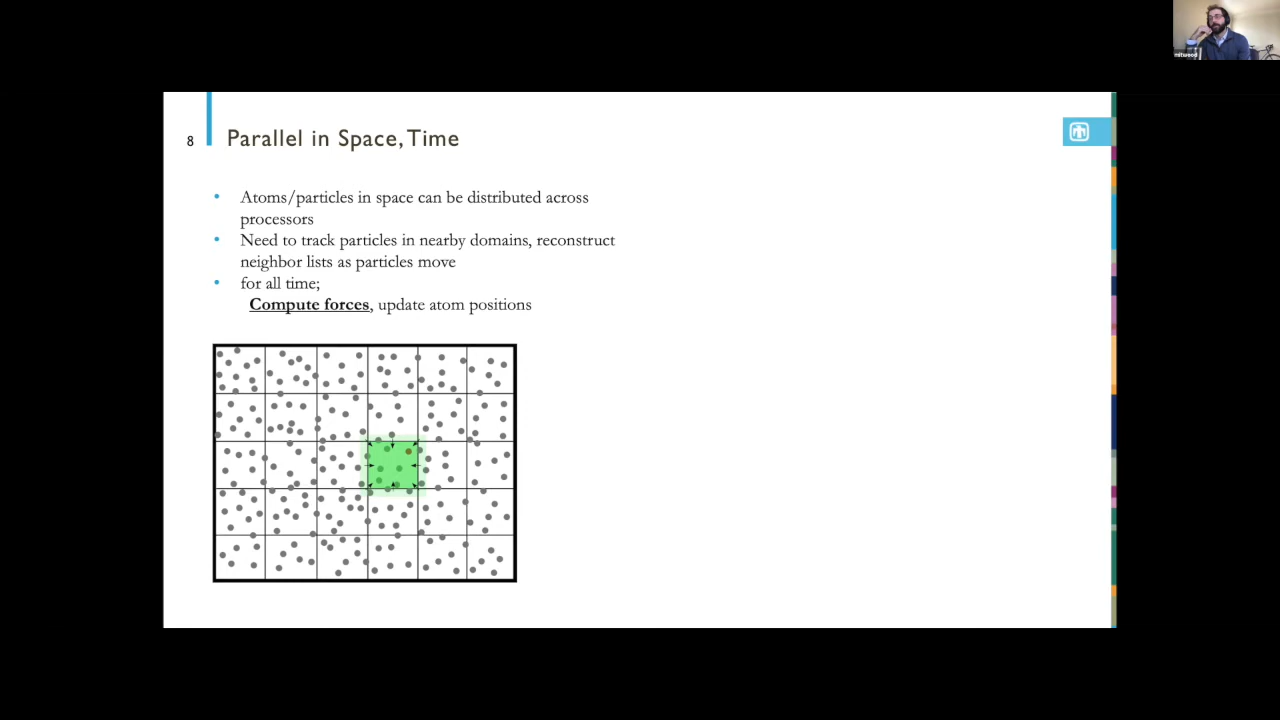 mitwood
8
Parallel in Space, Time
• Atoms/particles in space can be distributed across
processors
• Need to track particles in nearby domains, reconstruct
neighbor lists as particles move
• for all time;
Compute forces, update atom positions